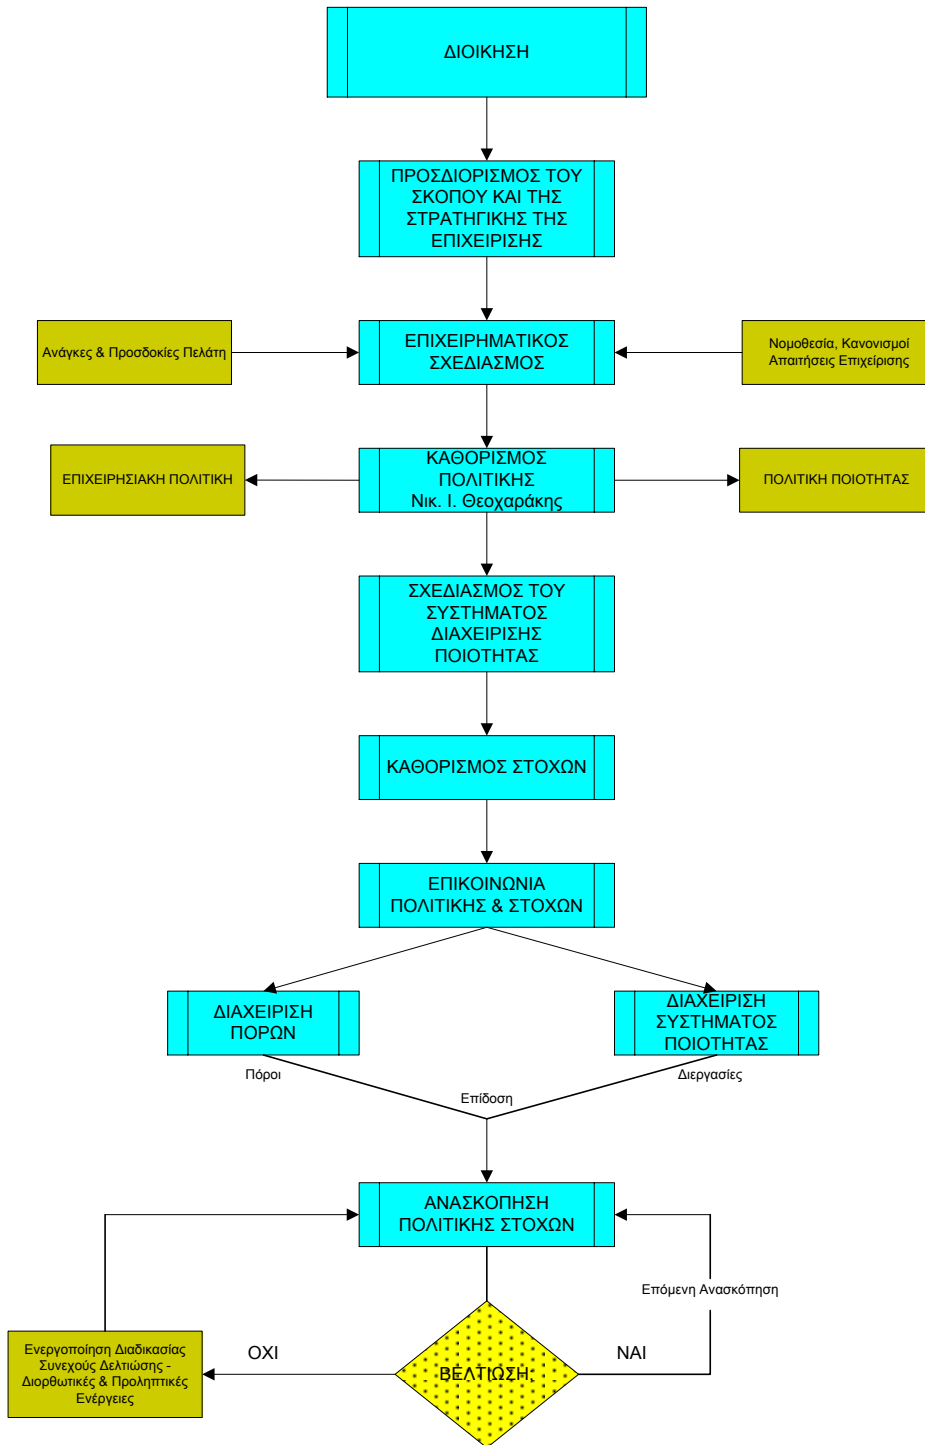 ΔΙΟΙΚΗΣΗ
ΠΡΟΣΔΙΟΡΙΣΜΟΣ ΤΟΥ
ΣΚΟΠΟΥ ΚΑΙ ΤΗΣ
ΣΤΡΑΤΗΓΙΚΗΣ ΤΗΣ
ΕΠΙΧΕΙΡΙΣΗΣ
Ανάγκες & Προσδοκίες Πελάτη
ΕΠΙΧΕΙΡΗΜΑΤΙΚΟΣ
ΣΧΕΔΙΑΣΜΟΣ
Νομοθεσία, Κανονισμοί
Απαιτήσεις Επιχείρισης
ΕΠΙΧΕΙΡΗΣΙΑΚΗ ΠΟΛΙΤΙΚΗ
ΚΑΘΟΡΙΣΜΟΣ
ΠΟΛΙΤΙΚΗΣ
Νικ. Ι. Θεοχαράκης
ΠΟΛΙΤΙΚΗ ΠΟΙΟΤΗΤΑΣ
ΣΧΕΔΙΑΣΜΟΣ ΤΟΥ
ΣΥΣΤΗΜΑΤΟΣ
ΔΙΑΧΕΙΡΙΣΗΣ
ΠΟΙΟΤΗΤΑΣ
ΚΑΘΟΡΙΣΜΟΣ ΣΤΟΧΩΝ
ΕΠΙΚΟΙΝΩΝΙΑ
ΠΟΛΙΤΙΚΗΣ & ΣΤΟΧΩΝ
ΔΙΑΧΕΙΡΙΣΗ
ΠΟΡΩΝ
ΔΙΑΧΕΙΡΙΣΗ
ΣΥΣΤΗΜΑΤΟΣ
ΠΟΙΟΤΗΤΑΣ
Πόροι
Διεργασίες
Επίδοση
ΑΝΑΣΚΟΠΗΣΗ
ΠΟΛΙΤΙΚΗΣ ΣΤΟΧΩΝ
Επόμενη Ανασκόπηση
Ενεργοποίηση Διαδικασίας
Συνεχούς Δελτιώσης -
Διορθωτικές & Προληπτικές
Ενέργειες
ΟΧΙ
ΒΕΛΤΙΩΣΗ
ΝΑΙ